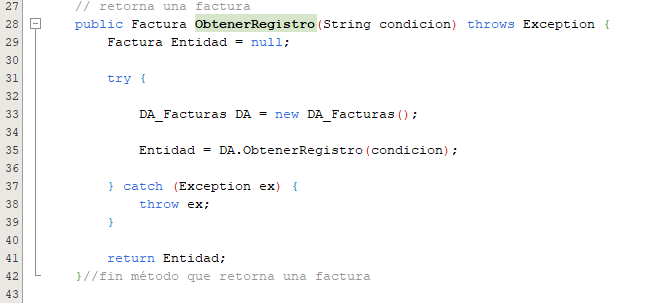 27 // retorna una factura
28 public Factura ObtenerRegistro(String condicion) throws Exception {
29 Factura Entidad = null;
30
31 try {
32
33 DA_Facturas DA = new DA_Facturas();
34
35 Entidad = DA.ObtenerRegistro(condicion);
36
37 } catch (Exception ex) {
38 throw ex;
39 }
40
41 return Entidad;
42 }//fin método que retorna una factura
43